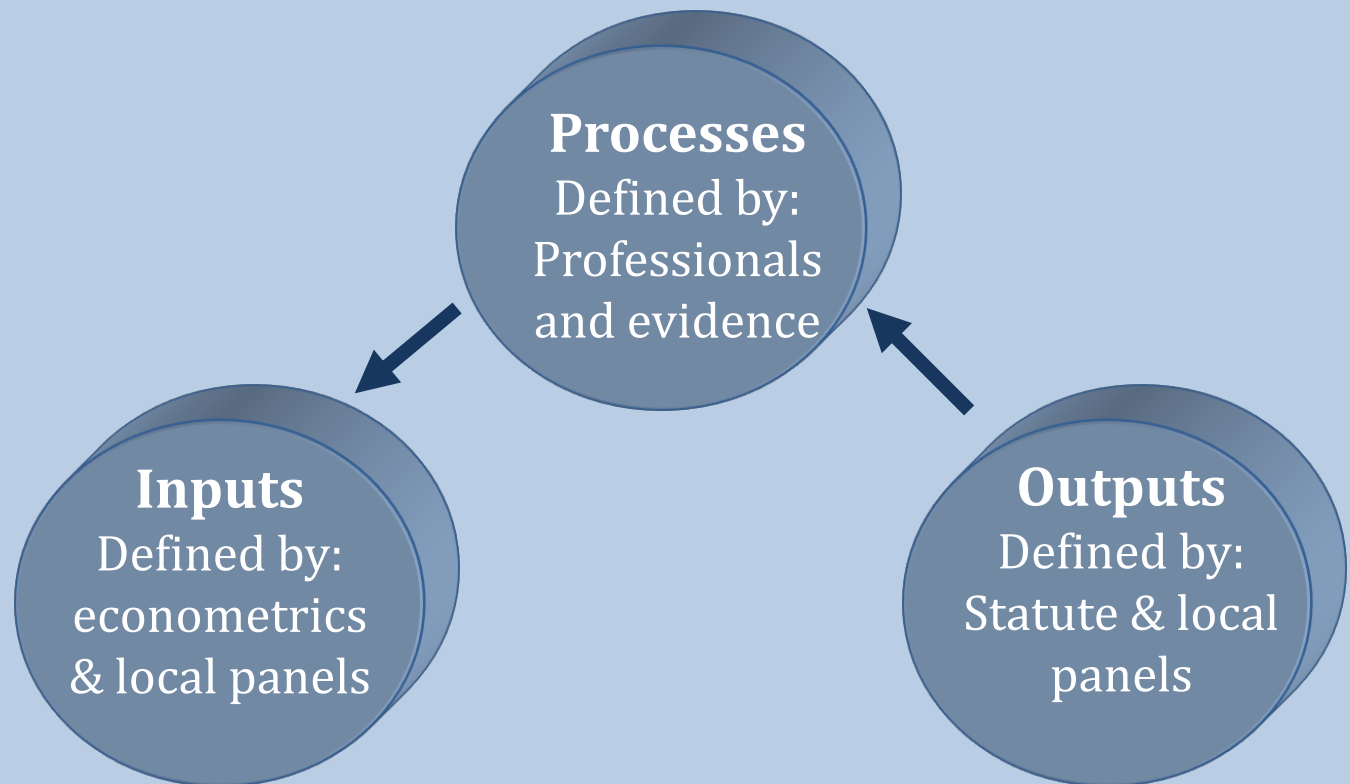 Processes
Defined by:
Professionals
and evidence
Inputs
Defined by:
econometrics
& local panels
Outputs
Defined by:
Statute & local
panels